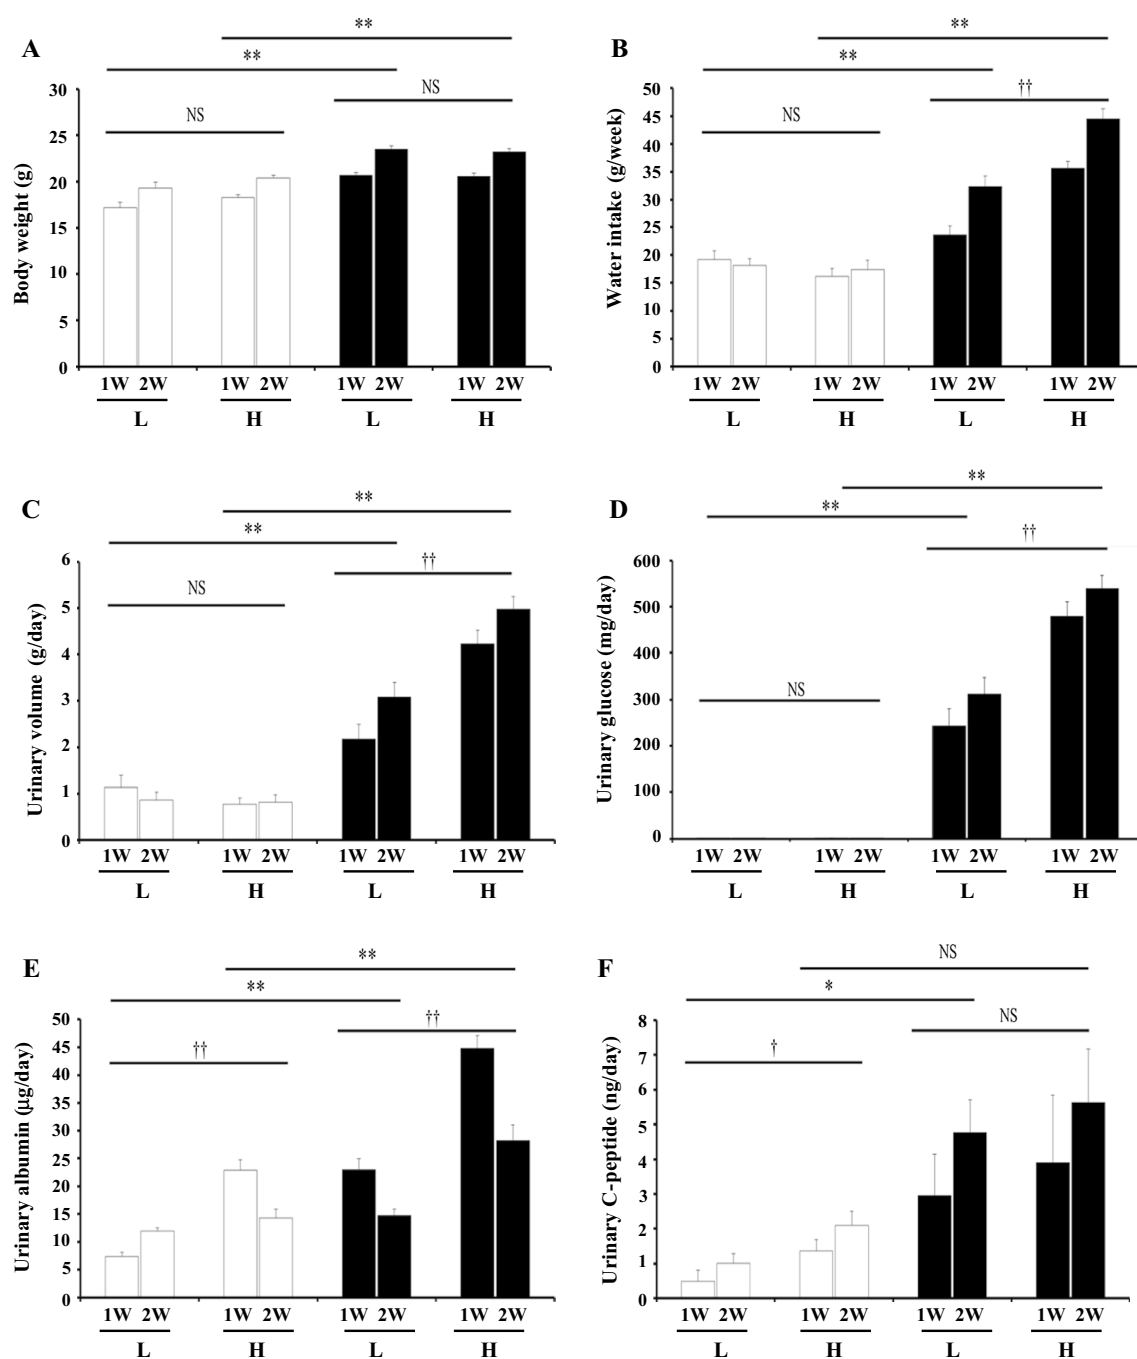 A
**
**
NS
NS
Body weight (g)
30
25
20
15
10
5
0
1W 2W 1W 2W 1W 2W 1W 2W
L H L H
B
**
**
††
NS
Water intake (g/week)
50
45
40
35
30
25
20
15
10
5
0
1W 2W 1W 2W 1W 2W 1W 2W
L H L H
C
**
**
††
NS
Urinary volume (g/day)
6
5
4
3
2
1
0
1W 2W 1W 2W 1W 2W 1W 2W
L H L H
D
**
**
††
NS
Urinary glucose (mg/day)
600
500
400
300
200
100
0
1W 2W 1W 2W 1W 2W 1W 2W
L H L H
E
**
**
††
††
Urinary albumin (µg/day)
50
45
40
35
30
25
20
15
10
5
0
1W 2W 1W 2W 1W 2W 1W 2W
L H L H
F
NS
*
NS
†
Urinary C-peptide (ng/day)
8
7
6
5
4
3
2
1
0
1W 2W 1W 2W 1W 2W 1W 2W
L H L H